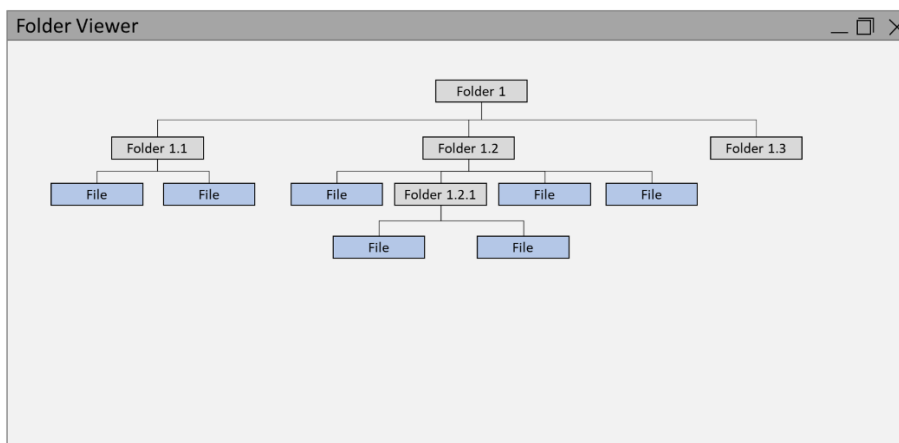 Folder Viewer
Folder 1
Folder 1.1
Folder 1.2
Folder 1.3
File
File
File
Folder 1.2.1
File
File
File
File